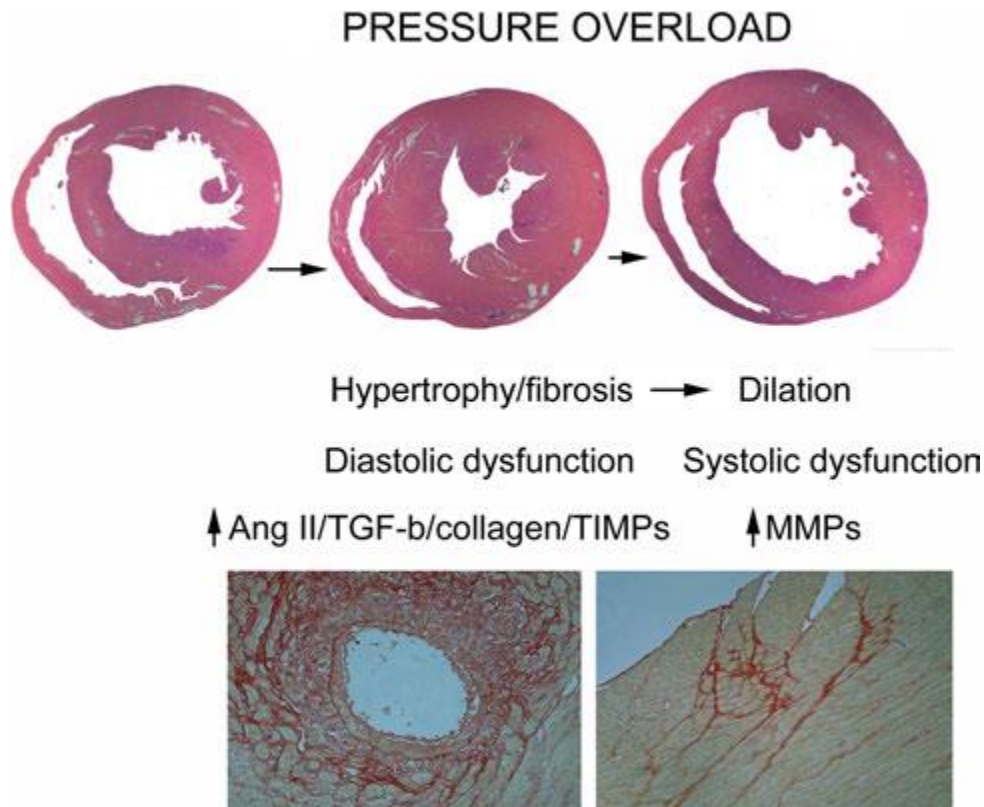 PRESSURE OVERLOAD
→ →
Hypertrophy/fibrosis → Dilation
Diastolic dysfunction Systolic dysfunction
↑ Ang II/TGF-b/collagen/TIMPs ↑ MMPs